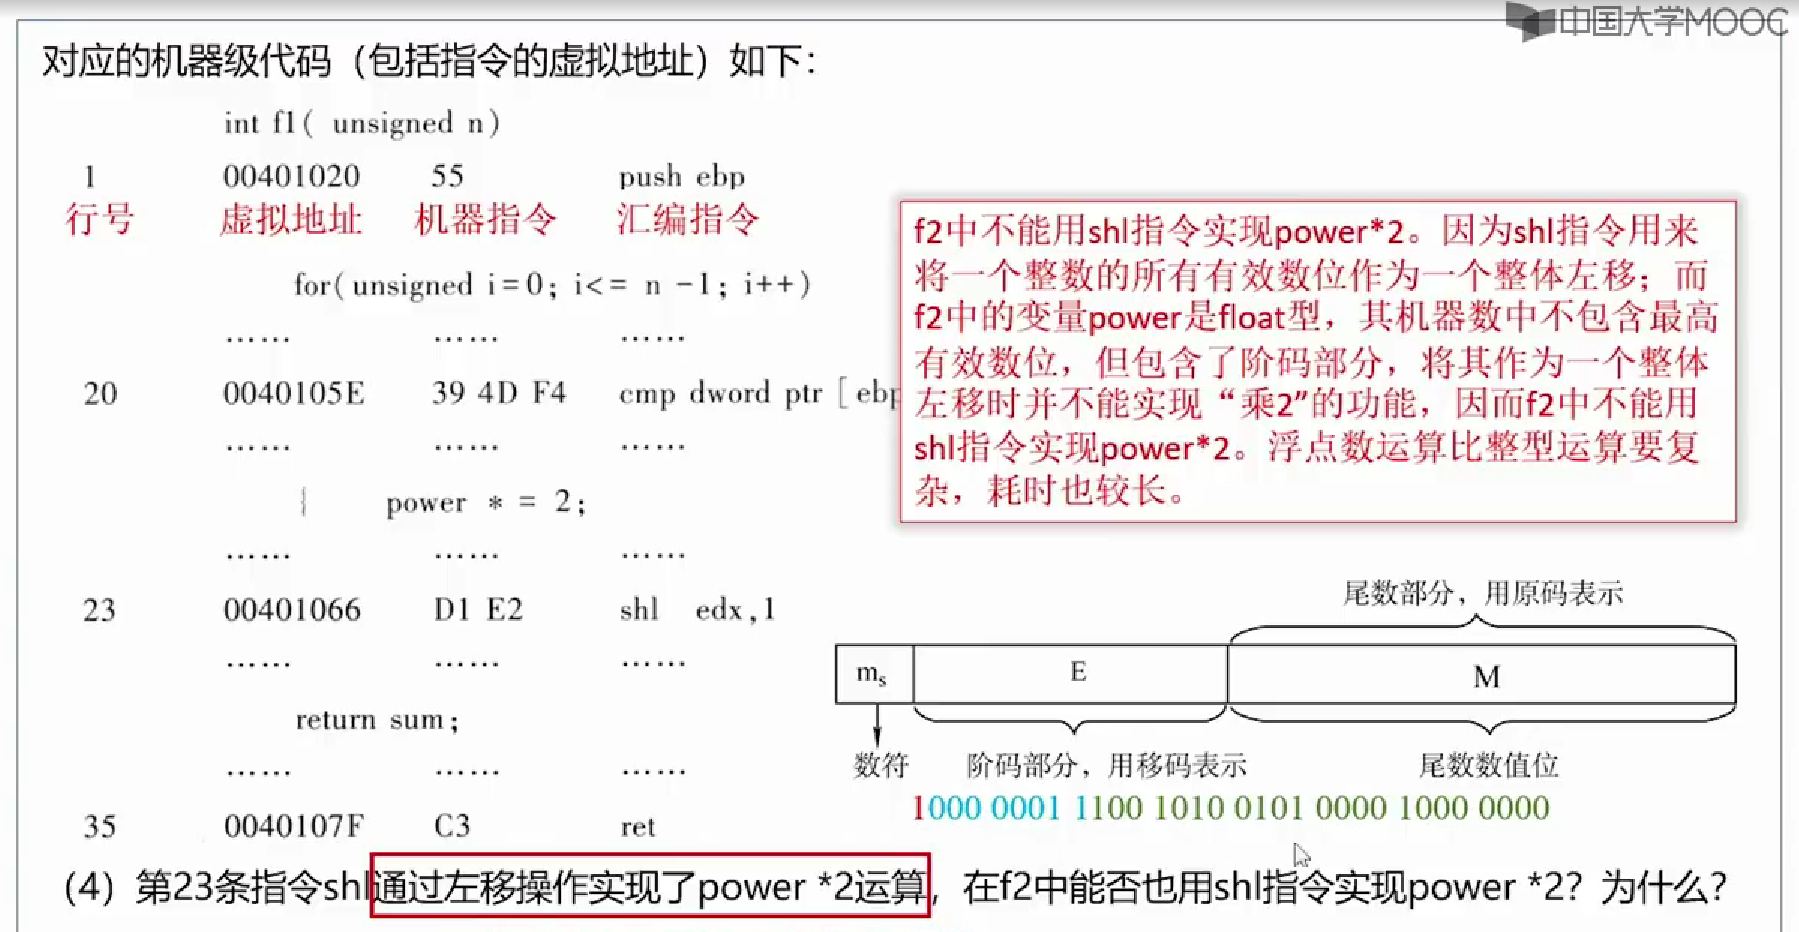 中国大学MOOC
对应的机器级代码（包括指令的虚拟地址）如下：
int f1( unsigned n)
1 00401020 55 push ebp
行号 虚拟地址 机器指令 汇编指令
for(unsigned i=0; i<= n -1; i++)
…… …… ……
20 0040105E 39 4D F4 cmp dword ptr [ebp
…… …… ……
{ power * = 2;
…… …… ……
23 00401066 D1 E2 shl edx,1
…… …… ……
return sum;
…… …… ……
35 0040107F C3 ret
f2中不能用shl指令实现power*2。因为shl指令用来
将一个整数的所有有效数位作为一个整体左移；而
f2中的变量power是float型，其机器数中不包含最高
有效数位，但包含了阶码部分，将其作为一个整体
左移时并不能实现“乘2”的功能，因而f2中不能用
shl指令实现power*2。浮点数运算比整型运算要复
杂，耗时也较长。
尾数部分，用原码表示
ms E M
数符 阶码部分，用移码表示 尾数数值位
1000 0001 1100 1010 0101 0000 1000 0000
（4）第23条指令shl通过左移操作实现了power *2运算，在f2中能否也用shl指令实现power *2？为什么？